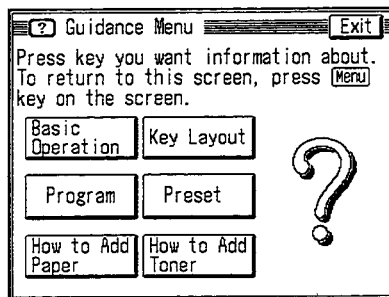 ? Guidance Menu Exit
Press key you want information about.
To return to this screen, press Menu
key on the screen.
Basic
Operation
Key Layout
Program
Preset
How to Add
Paper
How to Add
Toner
?